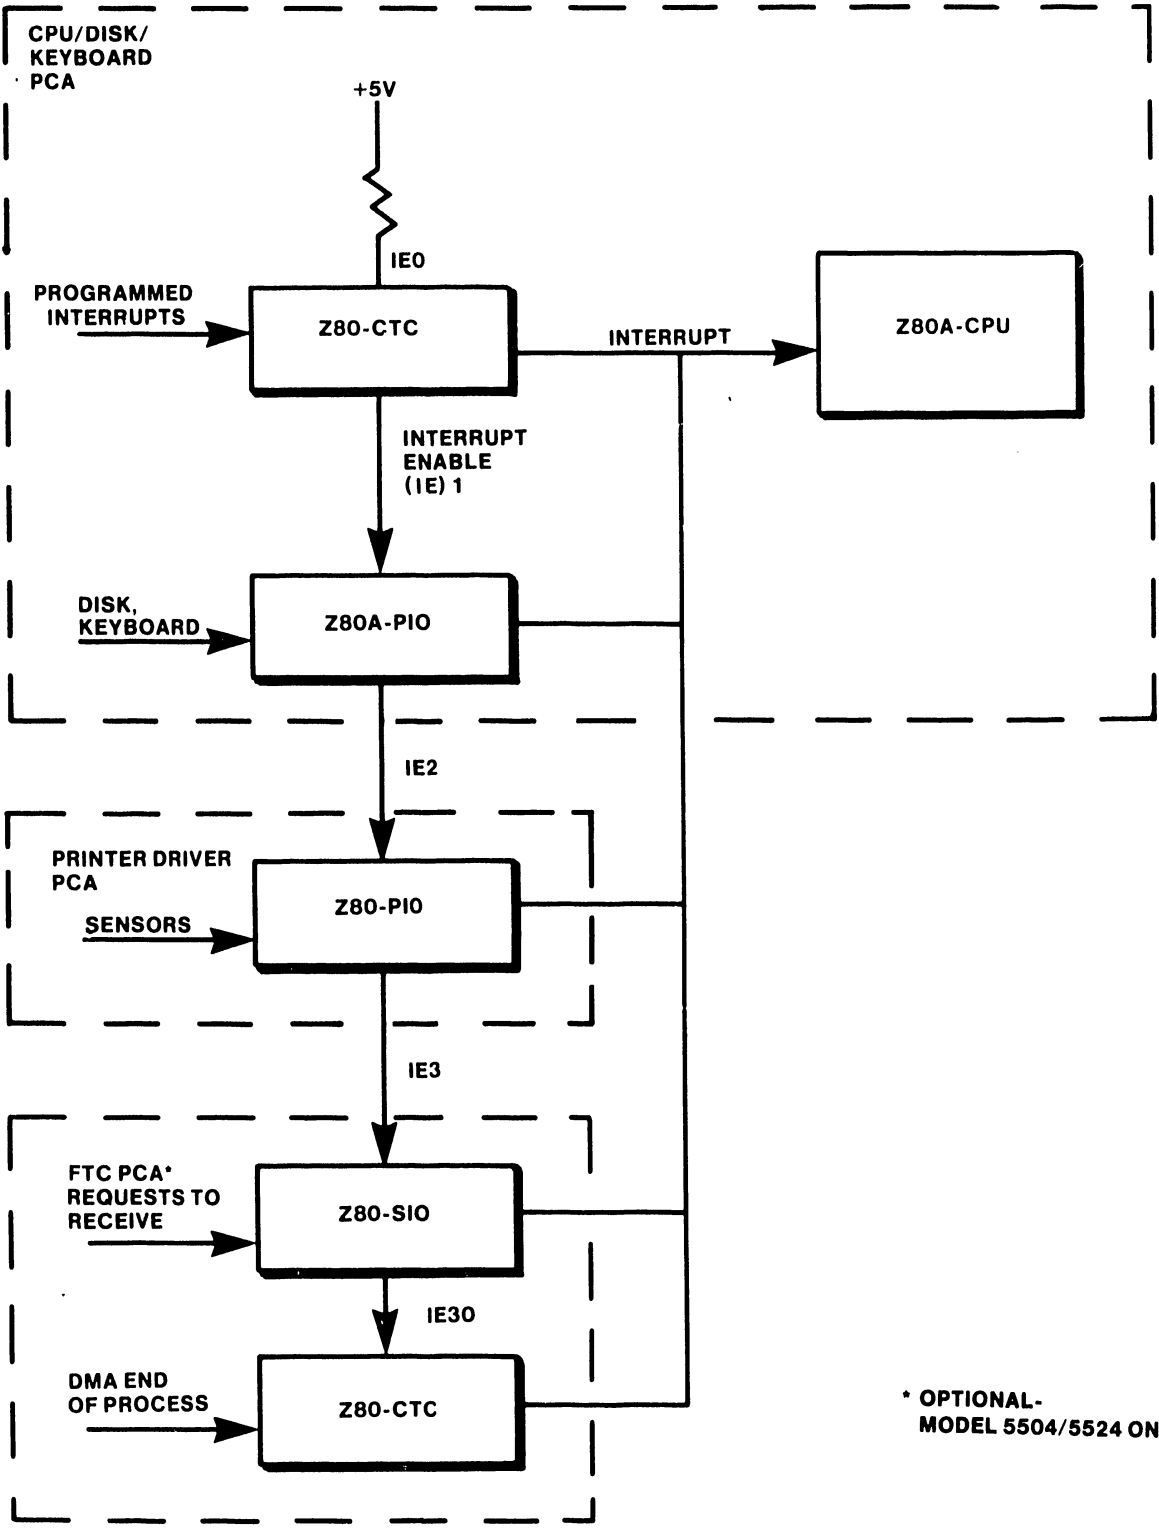 CPU/DISK/
KEYBOARD
PCA
+5V
IE0
PROGRAMMED
INTERRUPTS
Z80-CTC
INTERRUPT
Z80A-CPU
INTERRUPT
ENABLE
(IE) 1
DISK,
KEYBOARD
Z80A-PIO
IE2
PRINTER DRIVER
PCA
SENSORS
Z80-PIO
IE3
FTC PCA*
REQUESTS TO
RECEIVE
Z80-SIO
IE30
DMA END
OF PROCESS
Z80-CTC
* OPTIONAL-
MODEL 5504/5524 ON